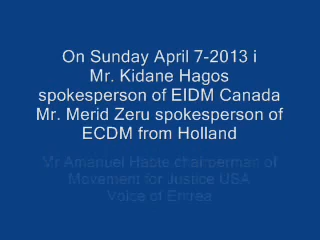 On Sunday April 7-2013 i
Mr. Kidane Hagos
spokesperson of EIDM Canada
Mr. Merid Zeru spokesperson of
ECDM from Holland
Mr Amanuel Habte chairperman of
Movement for Justice USA
Voice of Eritrea